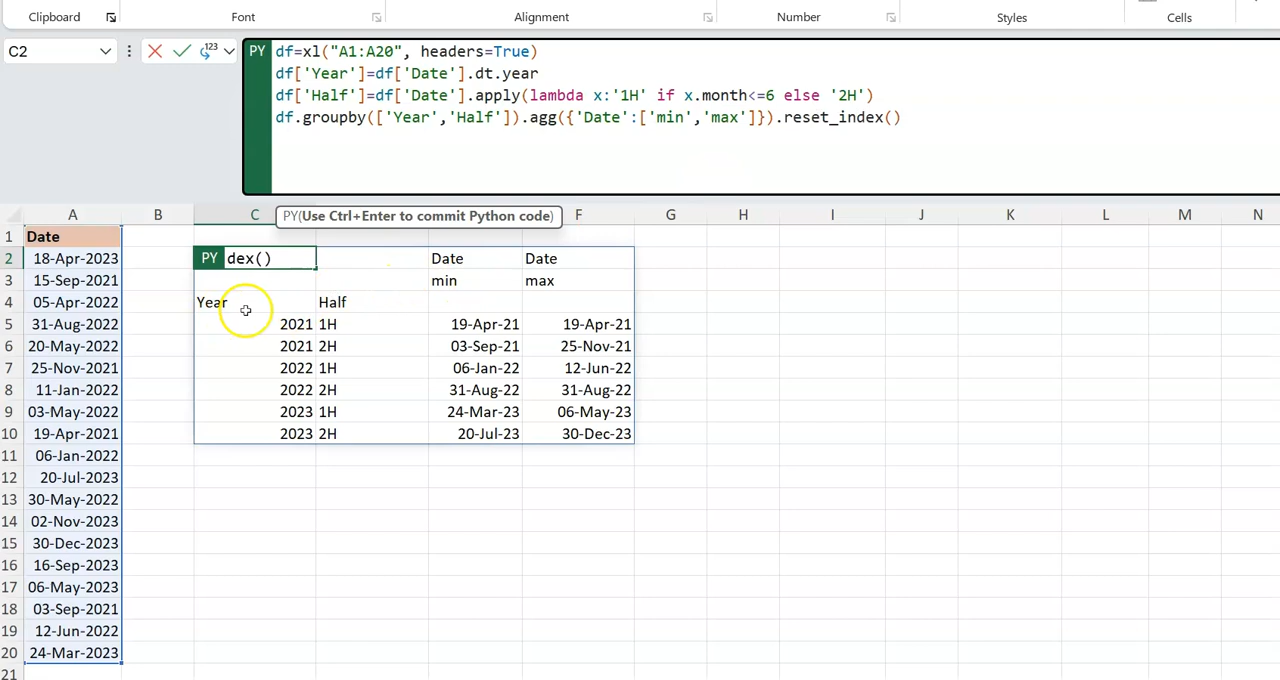 Clipboard Font Alignment Number Styles Cells
C2 123 PY df=xl("A1:A20", headers=True)
df['Year']=df['Date'].dt.year
df['Half']=df['Date'].apply(lambda x:'1H' if x.month<=6 else '2H')
df.groupby(['Year','Half']).agg({'Date':['min','max']}).reset_index()
A B C PY(Use Ctrl+Enter to commit Python code) F G H I J K L M N
1 Date
2 18-Apr-2023 PY dex() Date Date
3 15-Sep-2021 min max
4 05-Apr-2022 Year Half
5 31-Aug-2022 2021 1H 19-Apr-21 19-Apr-21
6 20-May-2022 2021 2H 03-Sep-21 25-Nov-21
7 25-Nov-2021 2022 1H 06-Jan-22 12-Jun-22
8 11-Jan-2022 2022 2H 31-Aug-22 31-Aug-22
9 03-May-2022 2023 1H 24-Mar-23 06-May-23
10 19-Apr-2021 2023 2H 20-Jul-23 30-Dec-23
11 06-Jan-2022
12 20-Jul-2023
13 30-May-2022
14 02-Nov-2023
15 30-Dec-2023
16 16-Sep-2023
17 06-May-2023
18 03-Sep-2021
19 12-Jun-2022
20 24-Mar-2023
21